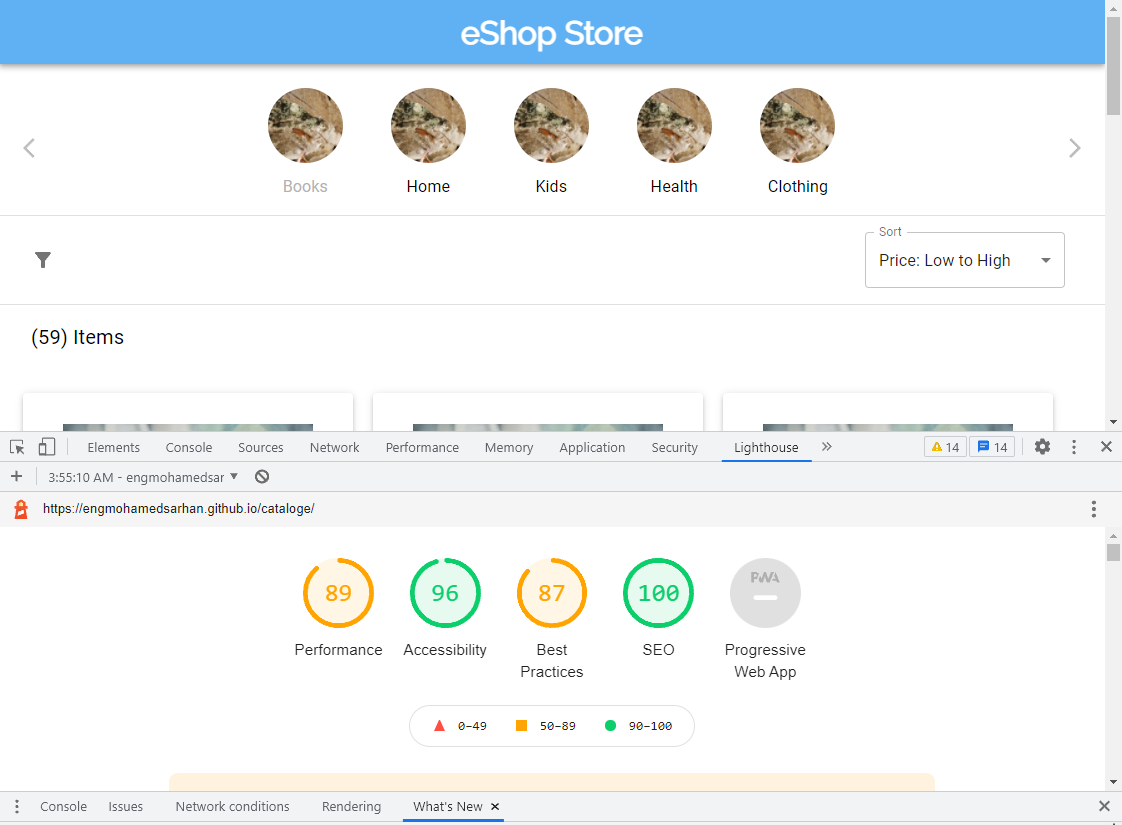 eShop Store
Books Home Kids Health Clothing
Sort
Price: Low to High
(59) Items
Elements Console Sources Network Performance Memory Application Security Lighthouse 14 14
3:55:10 AM - engmohamedsar
https://engmohamedsarhan.github.io/cataloge/
89 96 87 100 PWA
Performance Accessibility Best Practices SEO Progressive Web App
0–49 50–89 90–100
Console Issues Network conditions Rendering What's New